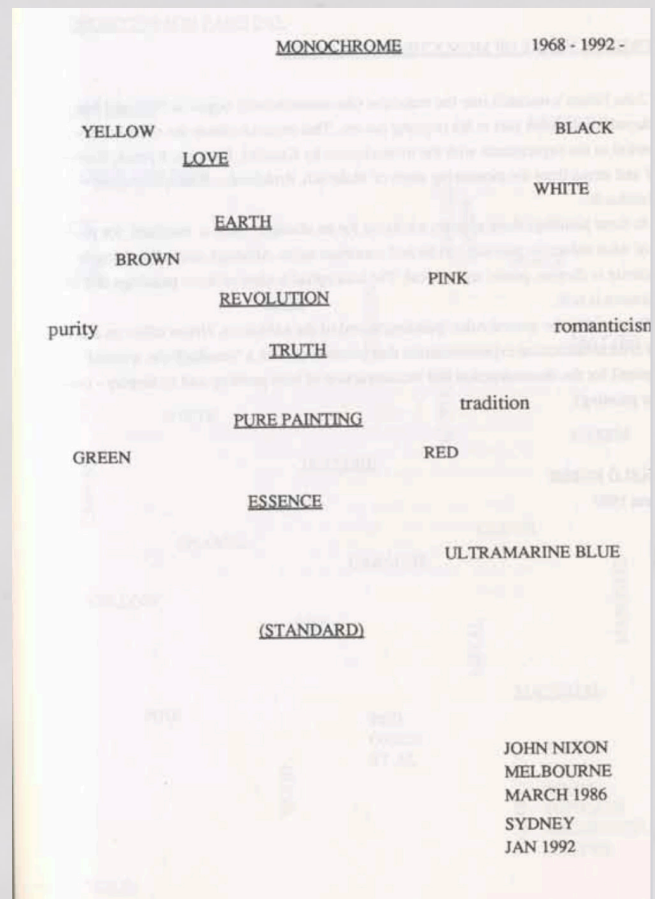 MONOCHROME 1968 - 1992 -
YELLOW BLACK
LOVE
WHITE
EARTH
BROWN
PINK
REVOLUTION
purity romanticism
TRUTH
tradition
PURE PAINTING
GREEN RED
ESSENCE
ULTRAMARINE BLUE
(STANDARD)
JOHN NIXON
MELBOURNE
MARCH 1986
SYDNEY
JAN 1992